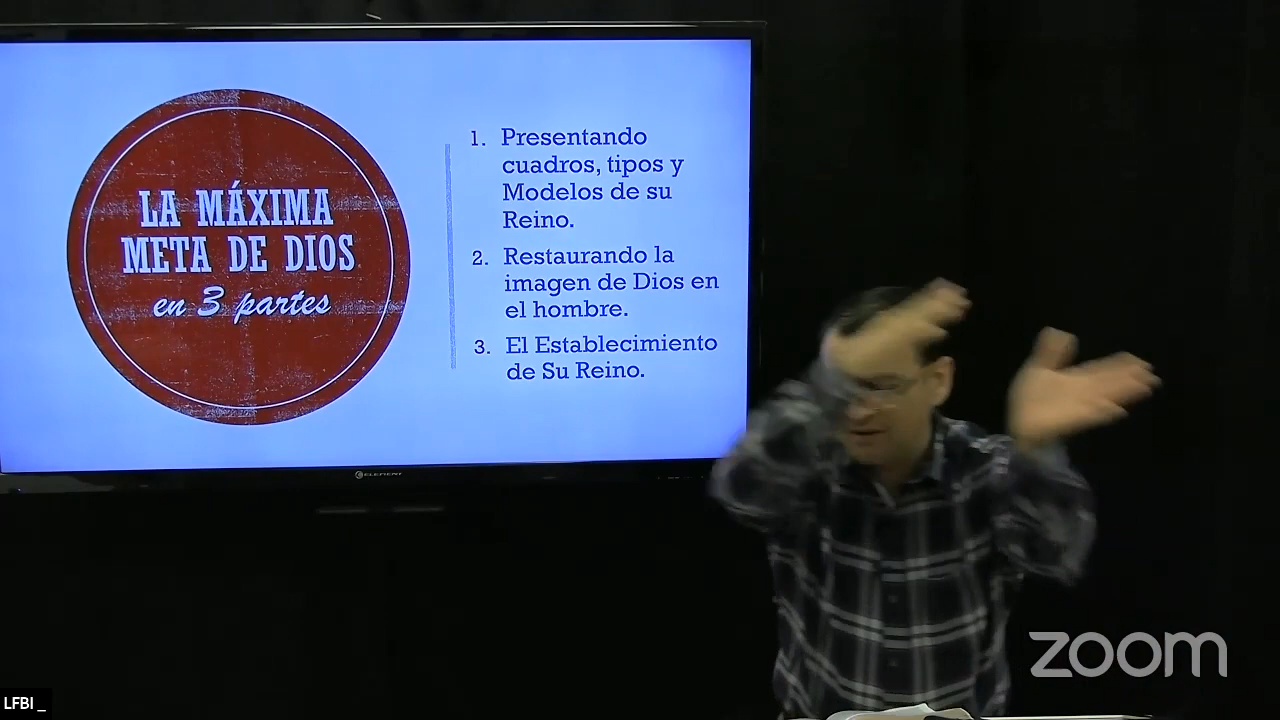 LA MÁXIMA
META DE DIOS
en 3 partes
1. Presentando
cuadros, tipos y
Modelos de su
Reino.
2. Restaurando la
imagen de Dios en
el hombre.
3. El Establecimiento
de Su Reino.
ELEMENT
zoom
LFBI _